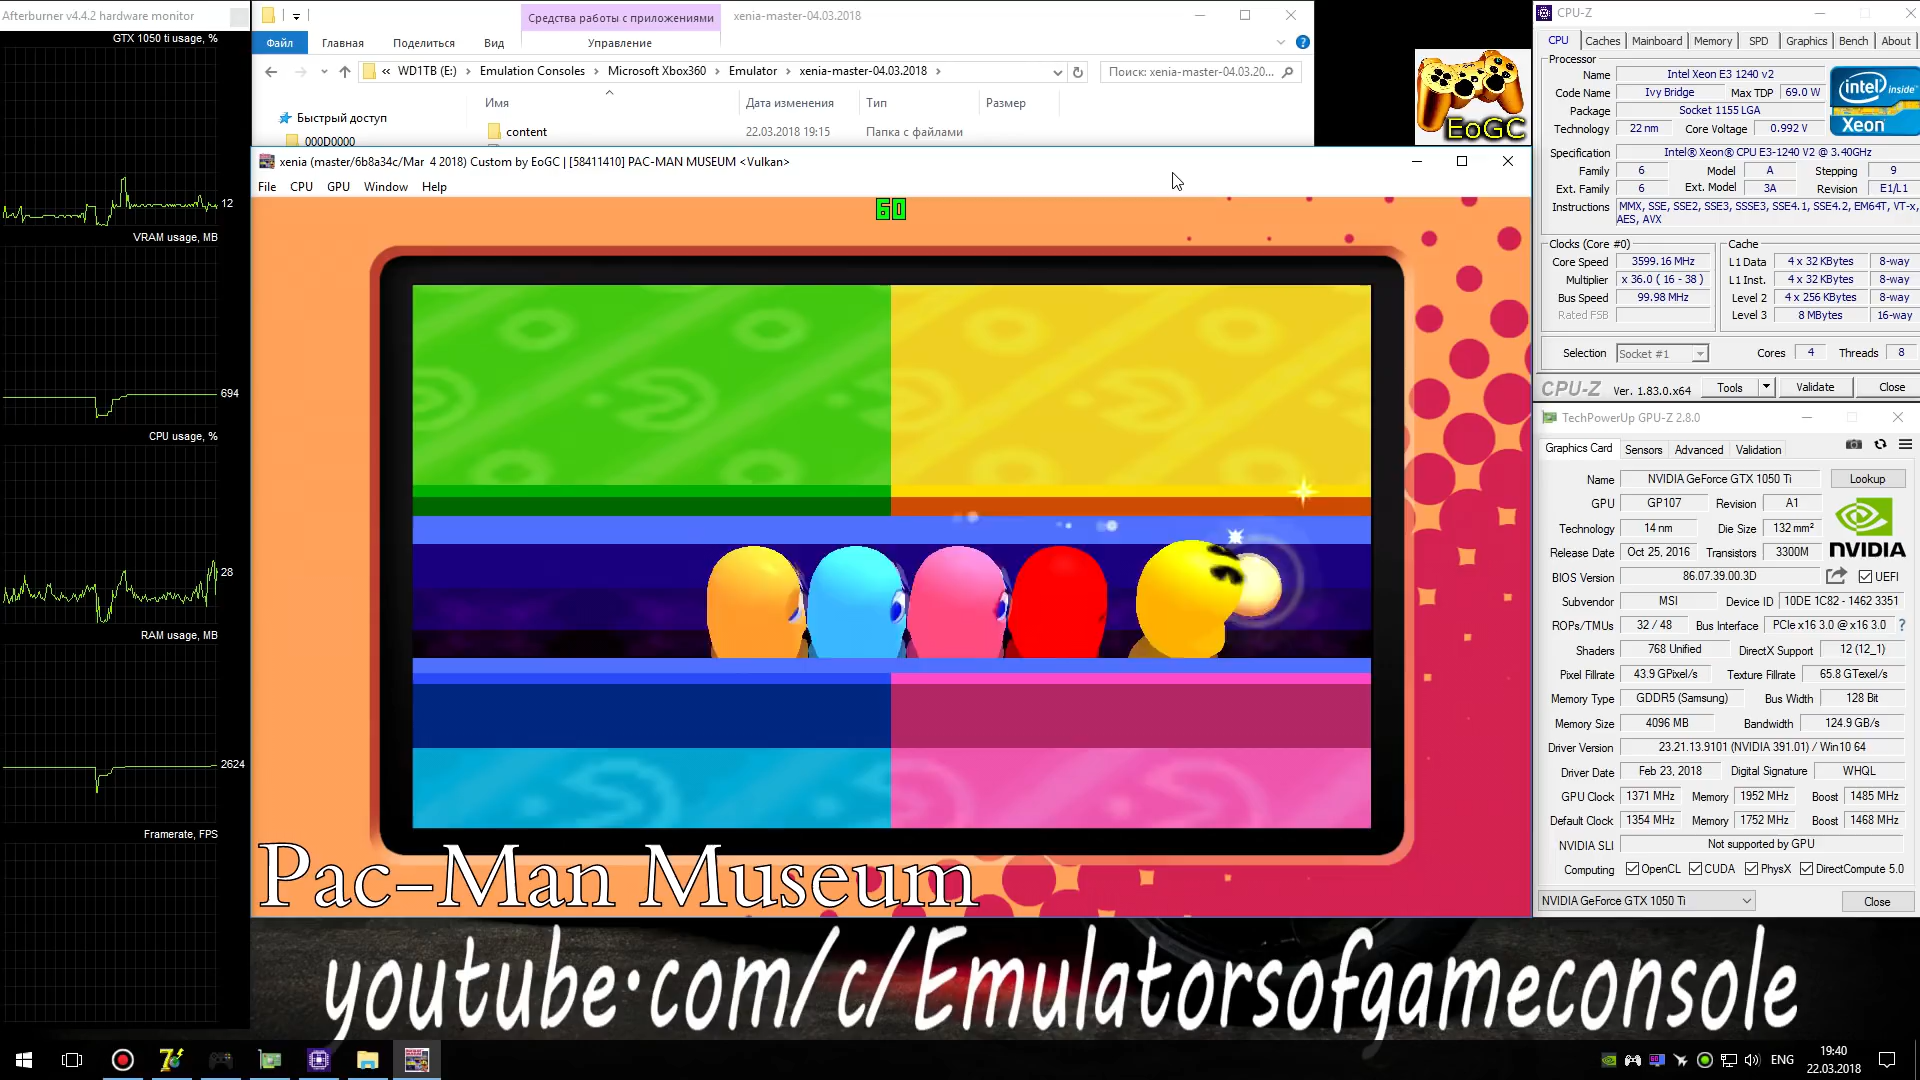 Afterburner v4.4.2 hardware monitor
GTX 1050 ti usage, %
12
VRAM usage, MB
694
CPU usage, %
28
RAM usage, MB
2624
Framerate, FPS
Средства работы с приложениями
xenia-master-04.03.2018
Файл
Главная
Поделиться
Вид
Управление
« WD1TB (E:) › Emulation Consoles › Microsoft Xbox360 › Emulator › xenia-master-04.03.2018 ›
Поиск: xenia-master-04.03.20...
Имя
Дата изменения
Тип
Размер
Быстрый доступ
000D0000
content
22.03.2018 19:15
Папка с файлами
EoGC
xenia (master/6b8a34c/Mar 4 2018) Custom by EoGC | [58411410] PAC-MAN MUSEUM <Vulkan>
File CPU GPU Window Help
60
Pac-Man Museum
youtube.com/c/Emulatorsofgameconsole
CPU-Z
CPU Caches Mainboard Memory SPD Graphics Bench About
Processor
Name Intel Xeon E3 1240 v2
Code Name Ivy Bridge Max TDP 69.0 W
Package Socket 1155 LGA
Technology 22 nm Core Voltage 0.992 V
intel inside
Xeon
Specification Intel® Xeon® CPU E3-1240 V2 @ 3.40GHz
Family 6 Model A Stepping 9
Ext. Family 6 Ext. Model 3A Revision E1/L1
Instructions MMX, SSE, SSE2, SSE3, SSSE3, SSE4.1, SSE4.2, EM64T, VT-x,
AES, AVX
Clocks (Core #0)
Core Speed 3599.16 MHz
Multiplier x 36.0 ( 16 - 38 )
Bus Speed 99.98 MHz
Rated FSB
Cache
L1 Data 4 x 32 KBytes 8-way
L1 Inst. 4 x 32 KBytes 8-way
Level 2 4 x 256 KBytes 8-way
Level 3 8 MBytes 16-way
Selection Socket #1 Cores 4 Threads 8
CPU-Z Ver. 1.83.0.x64 Tools Validate Close
TechPowerUp GPU-Z 2.8.0
Graphics Card Sensors Advanced Validation
Name NVIDIA GeForce GTX 1050 Ti Lookup
GPU GP107 Revision A1
Technology 14 nm Die Size 132 mm²
Release Date Oct 25, 2016 Transistors 3300M
NVIDIA
BIOS Version 86.07.39.00.3D UEFI
Subvendor MSI Device ID 10DE 1C82 - 1462 3351
ROPs/TMUs 32 / 48 Bus Interface PCIe x16 3.0 @ x16 3.0 ?
Shaders 768 Unified DirectX Support 12 (12_1)
Pixel Fillrate 43.9 GPixel/s Texture Fillrate 65.8 GTexel/s
Memory Type GDDR5 (Samsung) Bus Width 128 Bit
Memory Size 4096 MB Bandwidth 124.9 GB/s
Driver Version 23.21.13.9101 (NVIDIA 391.01) / Win10 64
Driver Date Feb 23, 2018 Digital Signature WHQL
GPU Clock 1371 MHz Memory 1952 MHz Boost 1485 MHz
Default Clock 1354 MHz Memory 1752 MHz Boost 1468 MHz
NVIDIA SLI Not supported by GPU
Computing OpenCL CUDA PhysX DirectCompute 5.0
NVIDIA GeForce GTX 1050 Ti Close
ENG
19:40
22.03.2018